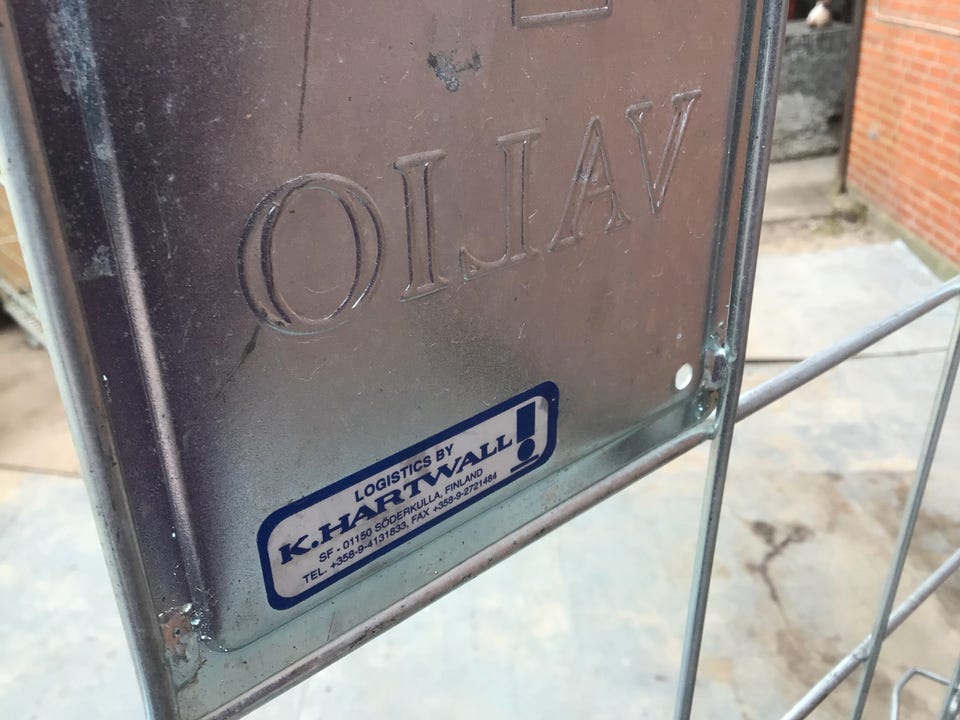 VALIO
LOGISTICS BY
K.HARTWALL!
SF - 01150 SÖDERKULLA, FINLAND
TEL. +358-9-4131833, FAX +358-9-2721484